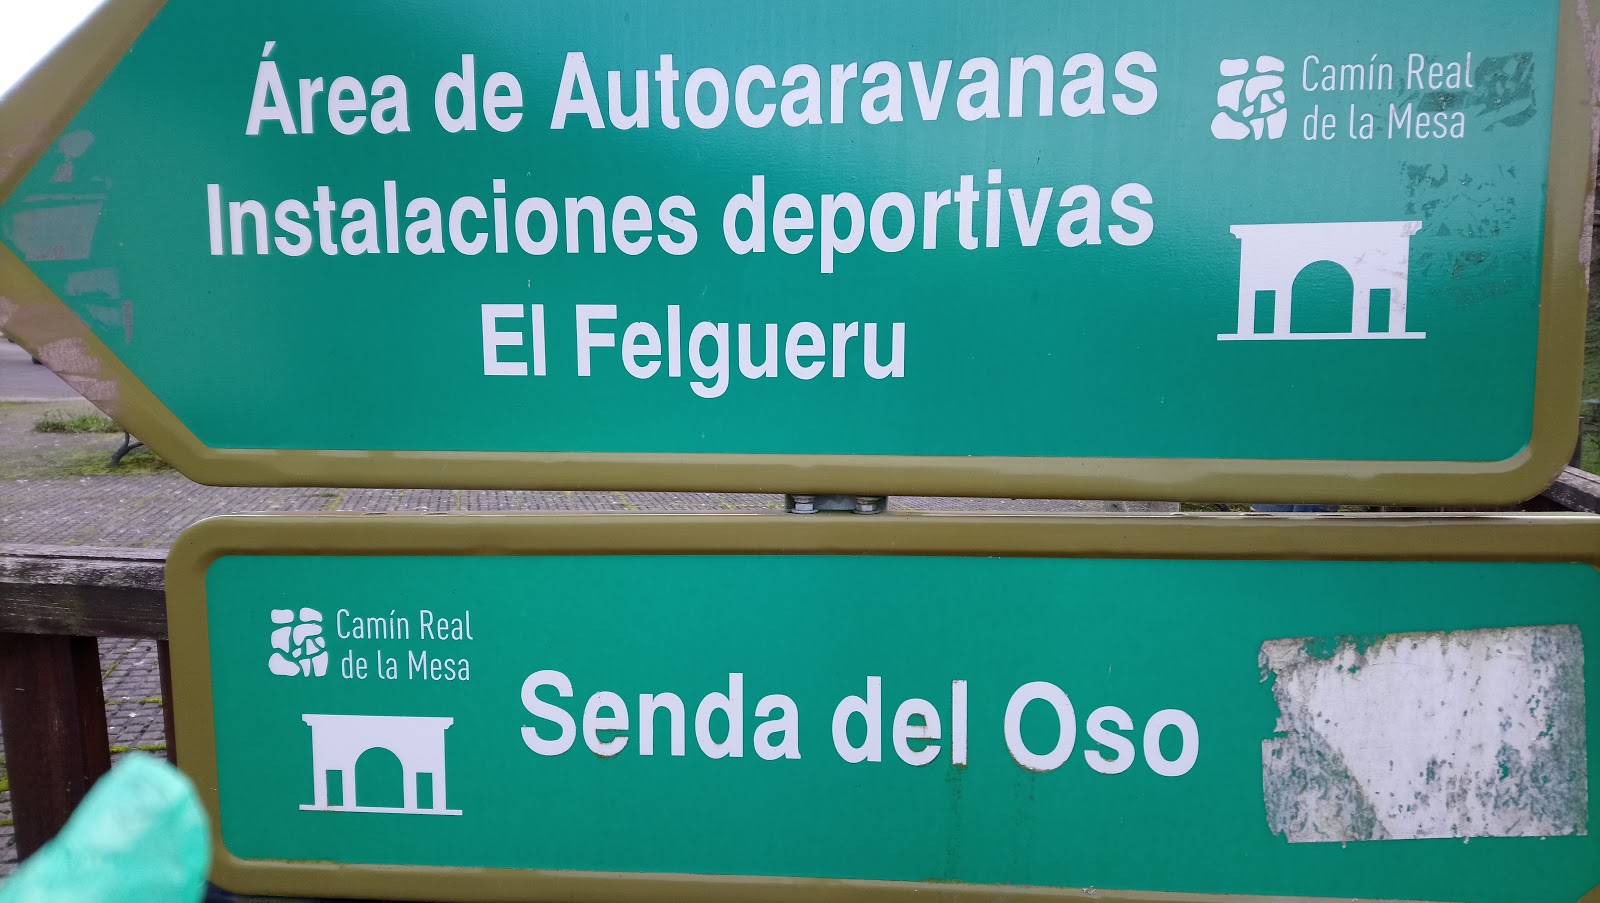 Área de Autocaravanas
Camín Real
de la Mesa
Instalaciones deportivas
El Felgueru
Camín Real
de la Mesa
Senda del Oso